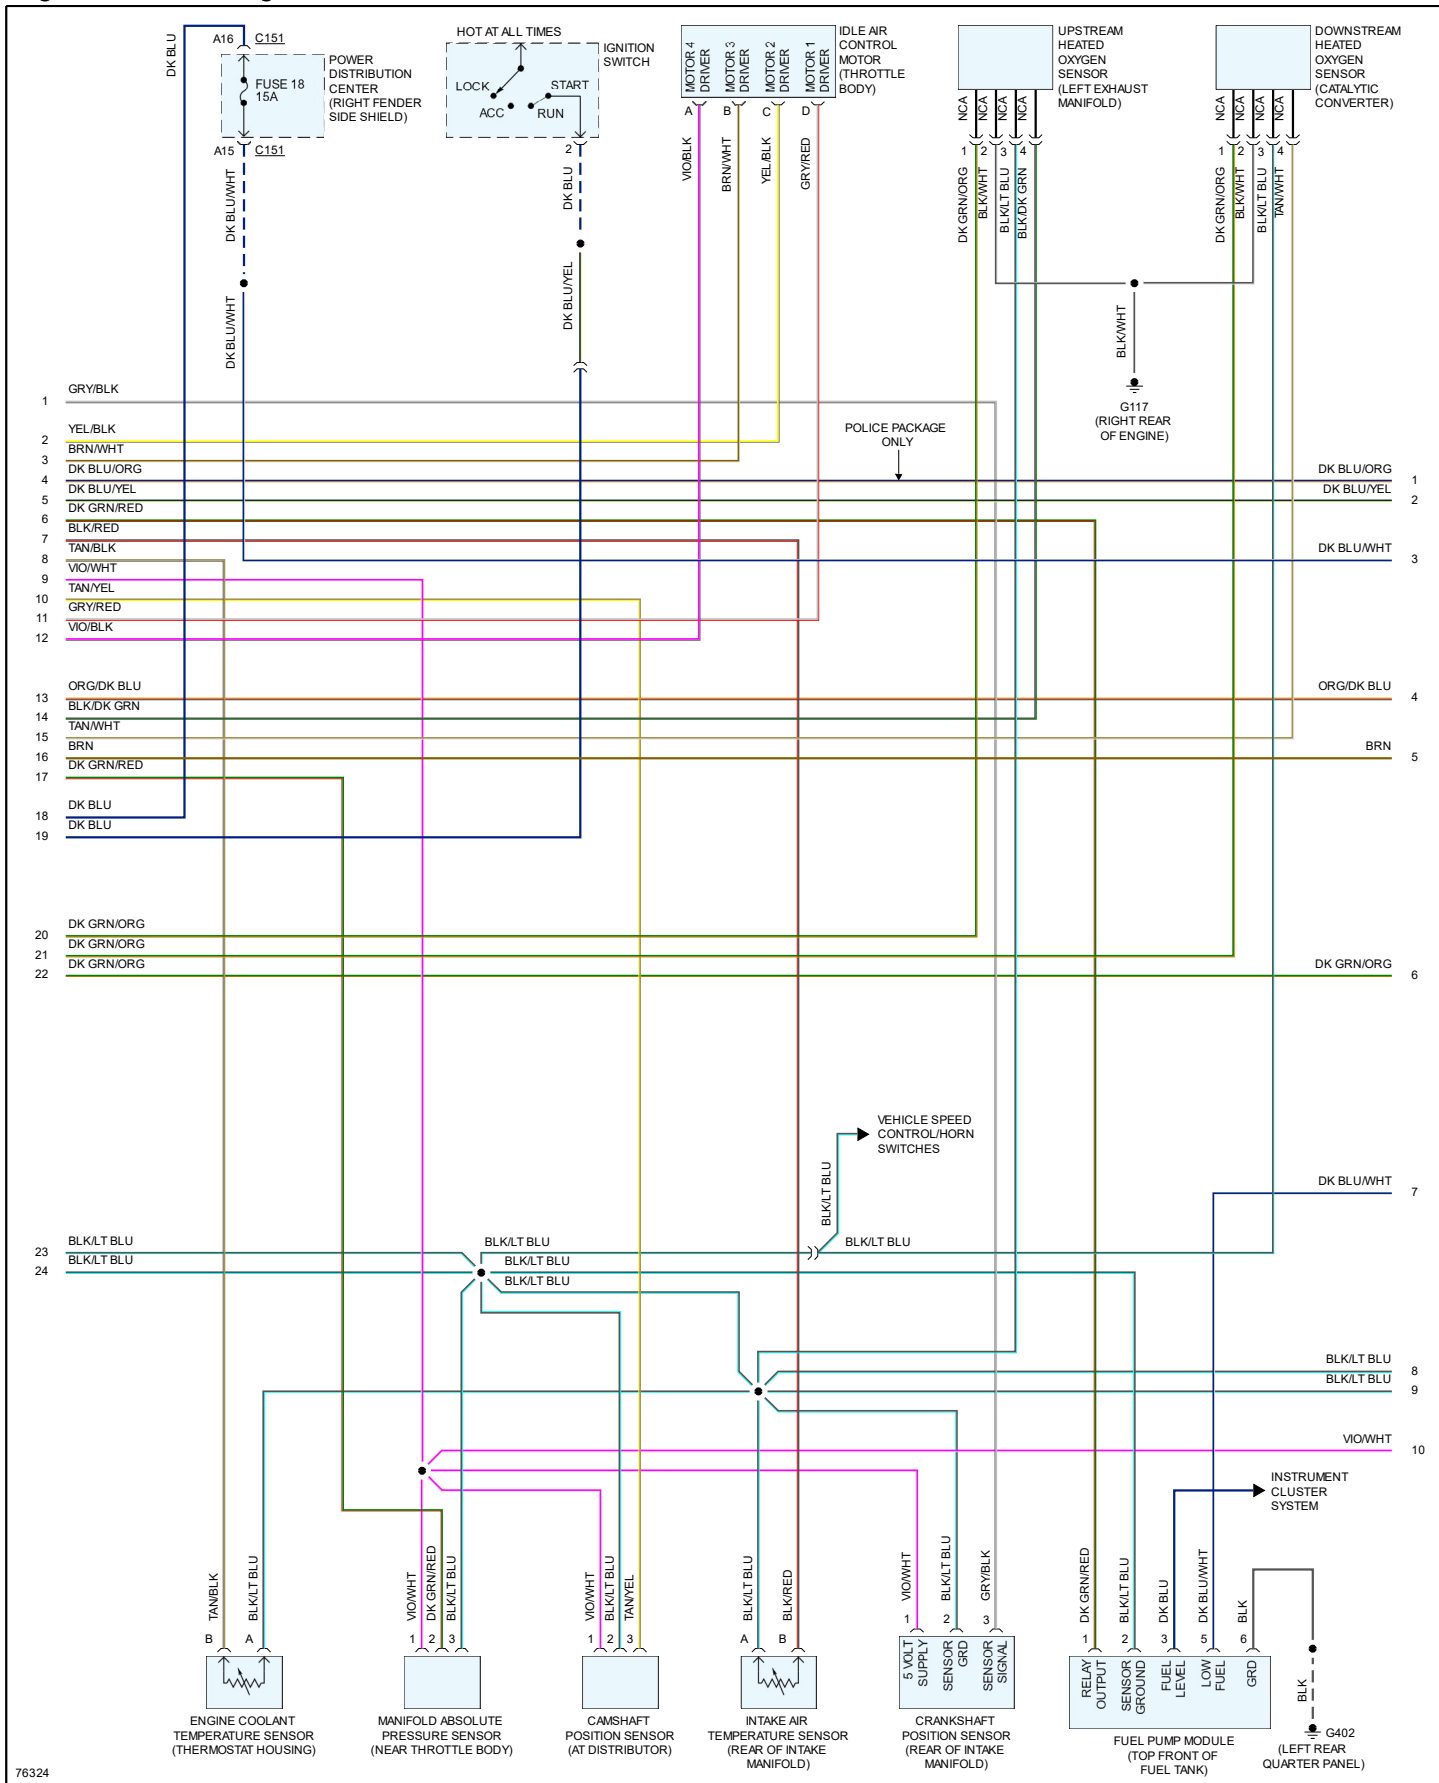 A16 C151
DK BLU
FUSE 18
15A
A15 C151
POWER
DISTRIBUTION
CENTER
(RIGHT FENDER
SIDE SHIELD)
DK BLU/WHT
DK BLU/WHT
HOT AT ALL TIMES
IGNITION
SWITCH
LOCK
ACC
RUN
START
2
DK BLU
DK BLU/YEL
MOTOR 4
DRIVER
MOTOR 3
DRIVER
MOTOR 2
DRIVER
MOTOR 1
DRIVER
IDLE AIR
CONTROL
MOTOR
(THROTTLE
BODY)
A B C D
VIO/BLK
BRN/WHT
YEL/BLK
GRY/RED
UPSTREAM
HEATED
OXYGEN
SENSOR
(LEFT EXHAUST
MANIFOLD)
NCA NCA NCA NCA
1 2 3 4
DK GRN/ORG
BLK/WHT
BLK/LT BLU
BLK/DK GRN
DOWNSTREAM
HEATED
OXYGEN
SENSOR
(CATALYTIC
CONVERTER)
NCA NCA NCA NCA
1 2 3 4
DK GRN/ORG
BLK/WHT
BLK/LT BLU
TAN/WHT
BLK/WHT
G117
(RIGHT REAR
OF ENGINE)
POLICE PACKAGE
ONLY
1 GRY/BLK
2 YEL/BLK
3 BRN/WHT
4 DK BLU/ORG
5 DK BLU/YEL
6 DK GRN/RED
7 BLK/RED
8 TAN/BLK
9 VIO/WHT
10 TAN/YEL
11 GRY/RED
12 VIO/BLK
13 ORG/DK BLU
14 BLK/DK GRN
15 TAN/WHT
16 BRN
17 DK GRN/RED
18 DK BLU
19 DK BLU
20 DK GRN/ORG
21 DK GRN/ORG
22 DK GRN/ORG
23 BLK/LT BLU
24 BLK/LT BLU
DK BLU/ORG 1
DK BLU/YEL 2
DK BLU/WHT 3
ORG/DK BLU 4
BRN 5
DK GRN/ORG 6
DK BLU/WHT 7
BLK/LT BLU 8
BLK/LT BLU 9
VIO/WHT 10
VEHICLE SPEED
CONTROL/HORN
SWITCHES
BLK/LT BLU
BLK/LT BLU
BLK/LT BLU
BLK/LT BLU
BLK/LT BLU
INSTRUMENT
CLUSTER
SYSTEM
TAN/BLK
BLK/LT BLU
B A
ENGINE COOLANT
TEMPERATURE SENSOR
(THERMOSTAT HOUSING)
VIO/WHT
DK GRN/RED
BLK/LT BLU
1 2 3
MANIFOLD ABSOLUTE
PRESSURE SENSOR
(NEAR THROTTLE BODY)
VIO/WHT
BLK/LT BLU
TAN/YEL
1 2 3
CAMSHAFT
POSITION SENSOR
(AT DISTRIBUTOR)
BLK/LT BLU
BLK/RED
A B
INTAKE AIR
TEMPERATURE SENSOR
(REAR OF INTAKE
MANIFOLD)
VIO/WHT
BLK/LT BLU
GRY/BLK
1 2 3
5 VOLT
SUPPLY
SENSOR
GRD
SENSOR
SIGNAL
CRANKSHAFT
POSITION SENSOR
(REAR OF INTAKE
MANIFOLD)
DK GRN/RED
BLK/LT BLU
DK BLU
DK BLU/WHT
BLK
1 2 3 5 6
RELAY
OUTPUT
SENSOR
GROUND
FUEL
LEVEL
LOW
FUEL
GRD
FUEL PUMP MODULE
(TOP FRONT OF
FUEL TANK)
BLK
G402
(LEFT REAR
QUARTER PANEL)
76324